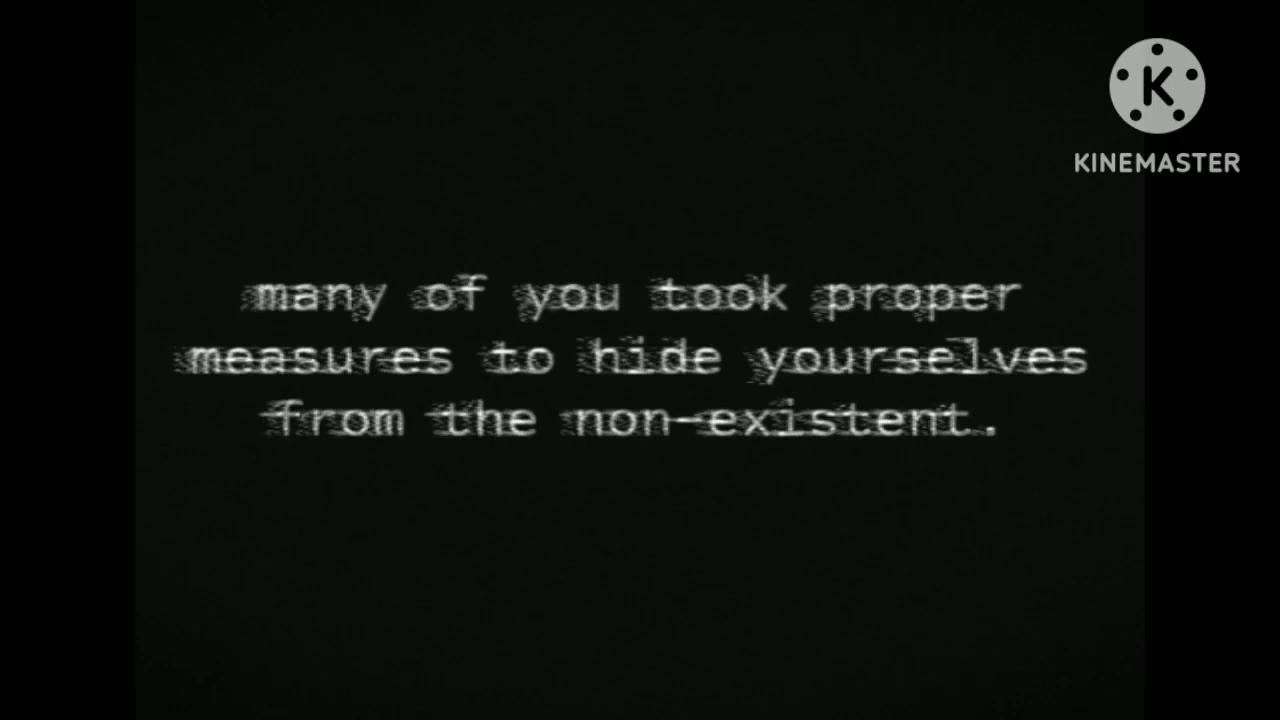 K
KINEMASTER
many of you took proper
measures to hide yourselves
from the non-existent.